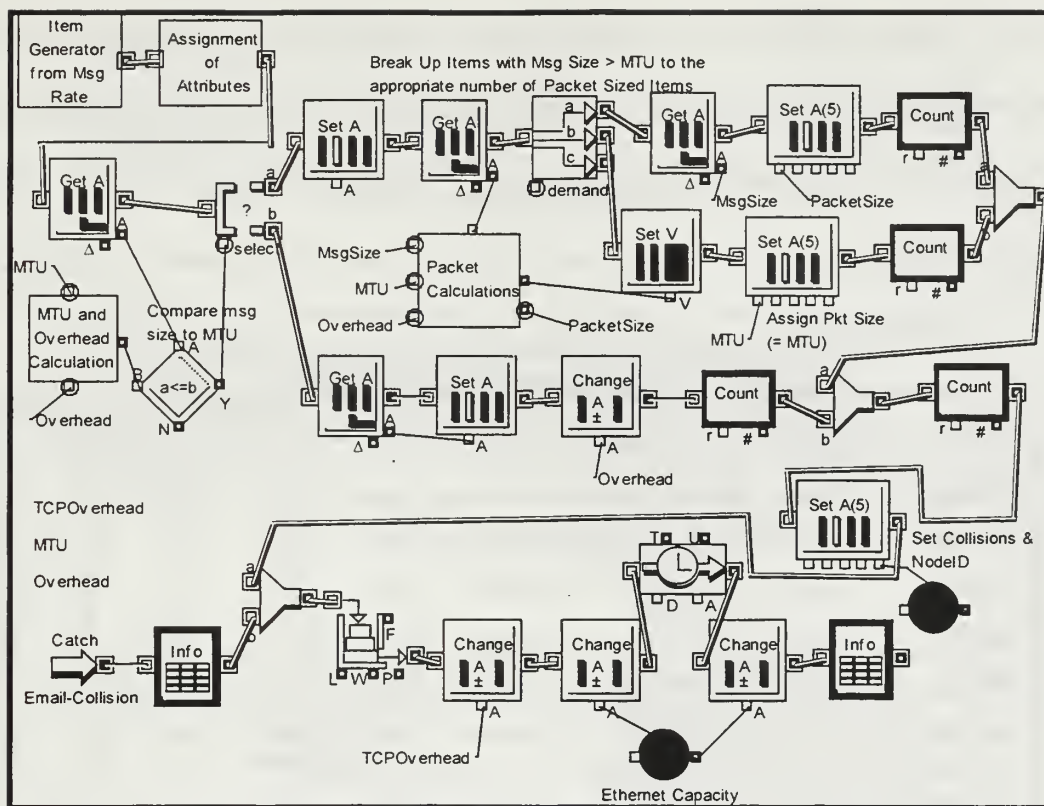 Item
Generator
from Msg
Rate
Assignment
of
Attributes
Break Up Items with Msg Size > MTU to the
appropriate number of Packet Sized Items
Set A
A
Get A
A
Δ
a
b
c
demand
Get A
A
Δ
MsgSize
Set A(5)
PacketSize
Count
r #
a
b
Get A
A
Δ
a
?
b
select
MTU
MTU and
Overhead
Calculation
Overhead
Compare msg
size to MTU
A
B
a<=b
Y
N
MsgSize
MTU
Overhead
Packet
Calculations
PacketSize
Set V
V
Set A(5)
MTU
Assign Pkt Size
(= MTU)
Count
r #
Get A
A
Δ
Set A
A
Change
A
±
A
Overhead
Count
r #
a
b
Count
r #
TCPOverhead
MTU
Overhead
Set A(5)
Set Collisions &
NodeID
Catch
Email-Collision
Info
a
b
F
L W P
Change
A
±
A
TCPOverhead
Change
A
±
A
T U
D A
Change
A
±
A
Info
Ethernet Capacity